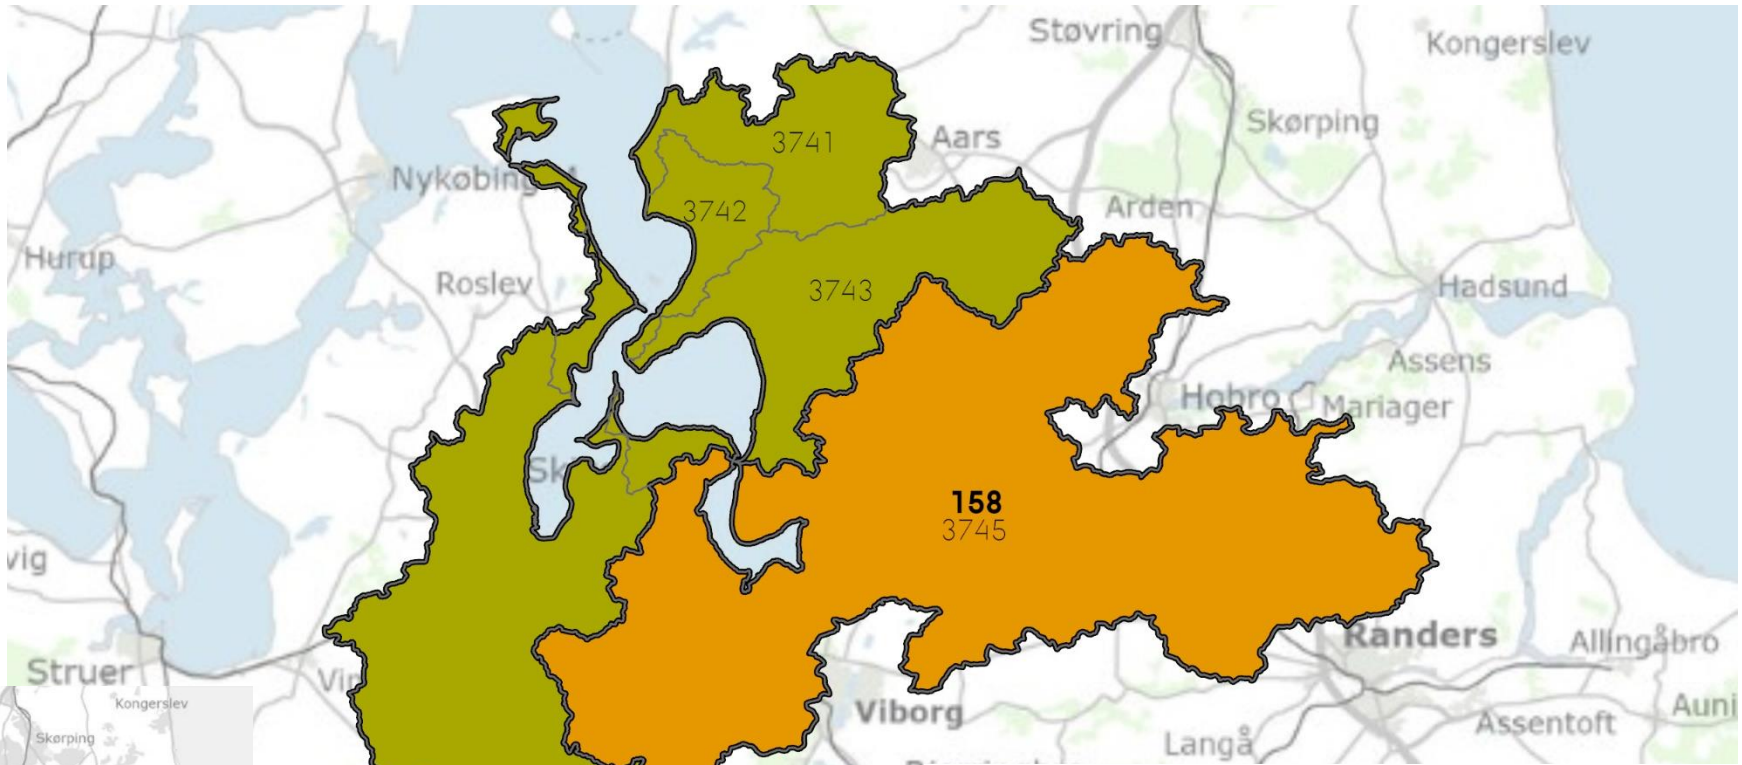 Støvring
Kongerslev
Skørping
3741
Aars
Nykøbing
3742
Arden
Hurup
Roslev
3743
Hadsund
Assens
Hobro
Mariager
158
3745
vig
Randers
Allingåbro
Struer
Vin
Kongerslev
Viborg
Auni
Assentoft
Skørping
Langå